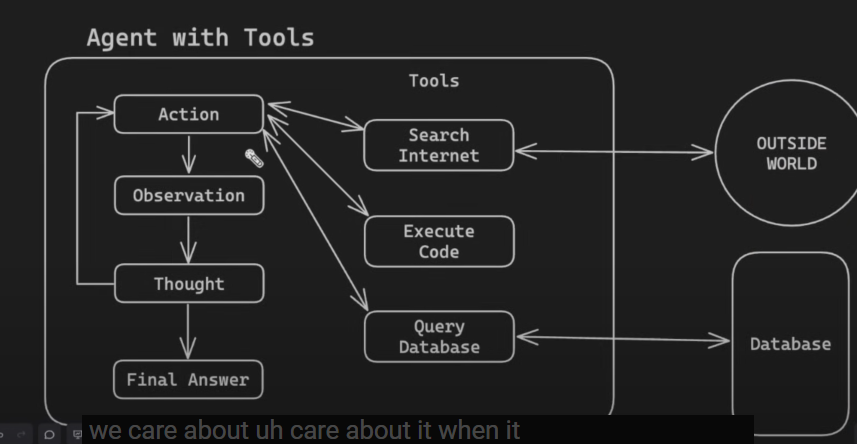 Agent with Tools
Tools
Action
Search
Internet
OUTSIDE
WORLD
Observation
Execute
Code
Thought
Query
Database
Database
Final Answer
we care about uh care about it when it